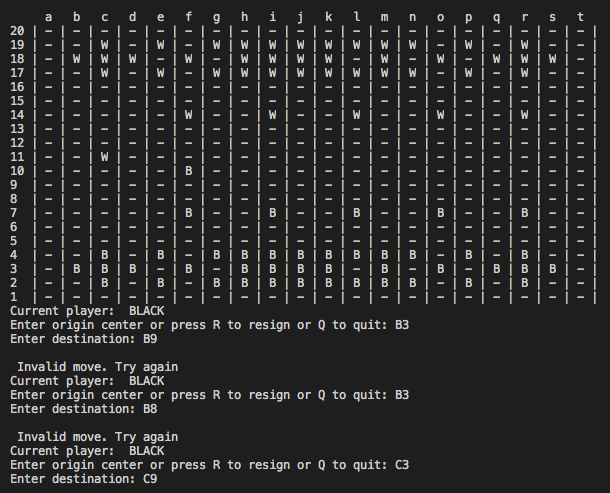 a b c d e f g h i j k l m n o p q r s t
20 | - | - | - | - | - | - | - | - | - | - | - | - | - | - | - | - | - | - | - | - |
19 | - | - | W | - | W | - | W | W | W | W | W | W | W | W | - | W | - | W | - | - |
18 | - | W | W | W | - | W | - | W | W | W | W | - | W | - | W | - | W | W | W | - |
17 | - | - | W | - | W | - | W | W | W | W | W | W | W | W | - | W | - | W | - | - |
16 | - | - | - | - | - | - | - | - | - | - | - | - | - | - | - | - | - | - | - | - |
15 | - | - | - | - | - | - | - | - | - | - | - | - | - | - | - | - | - | - | - | - |
14 | - | - | - | - | - | W | - | - | W | - | - | W | - | - | W | - | - | W | - | - |
13 | - | - | - | - | - | - | - | - | - | - | - | - | - | - | - | - | - | - | - | - |
12 | - | - | - | - | - | - | - | - | - | - | - | - | - | - | - | - | - | - | - | - |
11 | - | - | W | - | - | - | - | - | - | - | - | - | - | - | - | - | - | - | - | - |
10 | - | - | - | - | - | B | - | - | - | - | - | - | - | - | - | - | - | - | - | - |
9 | - | - | - | - | - | - | - | - | - | - | - | - | - | - | - | - | - | - | - | - |
8 | - | - | - | - | - | - | - | - | - | - | - | - | - | - | - | - | - | - | - | - |
7 | - | - | - | - | - | B | - | - | B | - | - | B | - | - | B | - | - | B | - | - |
6 | - | - | - | - | - | - | - | - | - | - | - | - | - | - | - | - | - | - | - | - |
5 | - | - | - | - | - | - | - | - | - | - | - | - | - | - | - | - | - | - | - | - |
4 | - | - | B | - | B | - | B | B | B | B | B | B | B | B | - | B | - | B | - | - |
3 | - | B | B | B | - | B | - | B | B | B | B | - | B | - | B | - | B | B | B | - |
2 | - | - | B | - | B | - | B | B | B | B | B | B | B | B | - | B | - | B | - | - |
1 | - | - | - | - | - | - | - | - | - | - | - | - | - | - | - | - | - | - | - | - |
Current player:  BLACK
Enter origin center or press R to resign or Q to quit: B3
Enter destination: B9
Invalid move. Try again
Current player:  BLACK
Enter origin center or press R to resign or Q to quit: B3
Enter destination: B8
Invalid move. Try again
Current player:  BLACK
Enter origin center or press R to resign or Q to quit: C3
Enter destination: C9